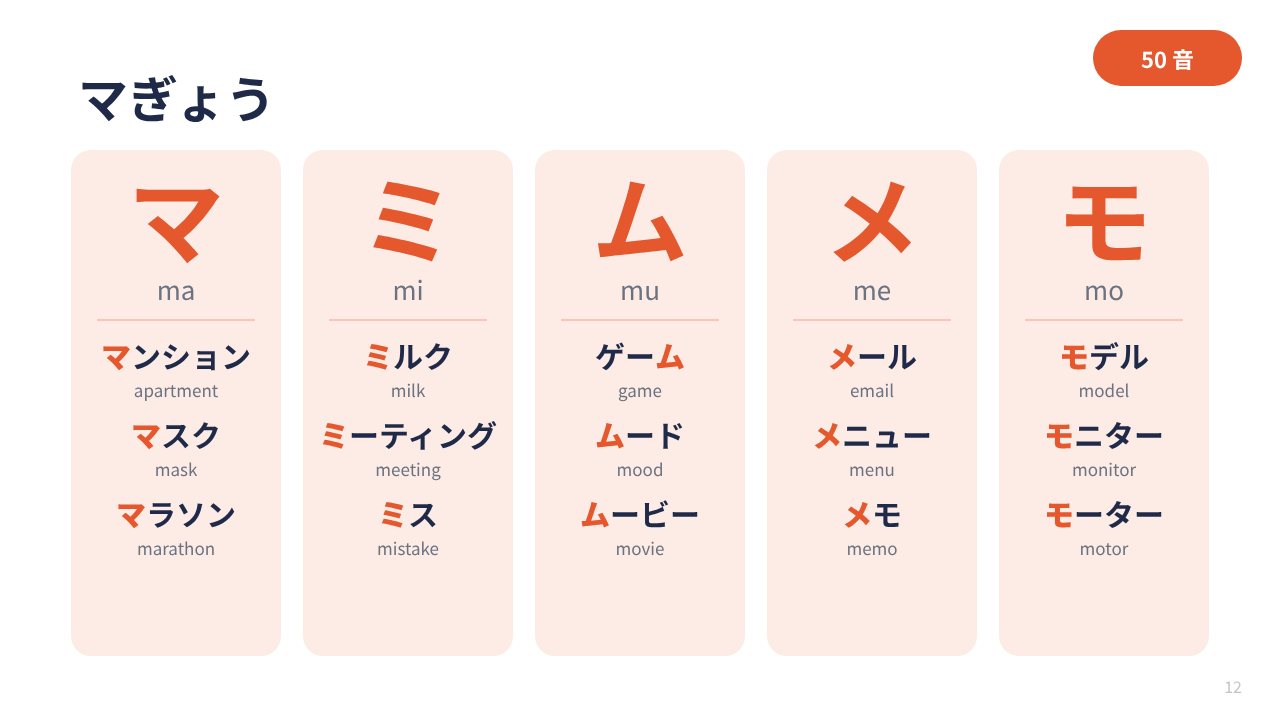 50 音
マぎょう
マ
ma
マンション
apartment
マスク
mask
マラソン
marathon
ミ
mi
ミルク
milk
ミーティング
meeting
ミス
mistake
ム
mu
ゲーム
game
ムード
mood
ムービー
movie
メ
me
メール
email
メニュー
menu
メモ
memo
モ
mo
モデル
model
モニター
monitor
モーター
motor
12